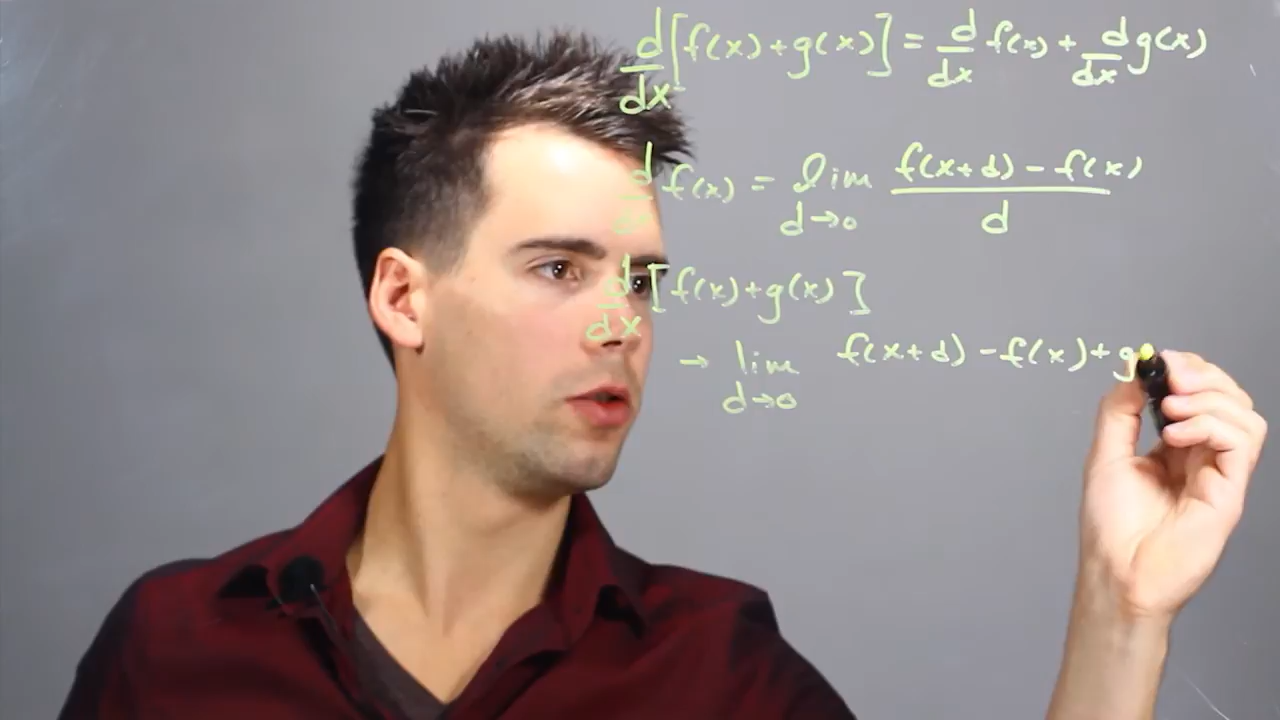 d/dx [f(x)+g(x)] = d/dx f(x) + d/dx g(x)
d/dx f(x) = lim d→0 f(x+d) - f(x) / d
d/dx [f(x)+g(x)]
→ lim d→0 f(x+d) - f(x) + g